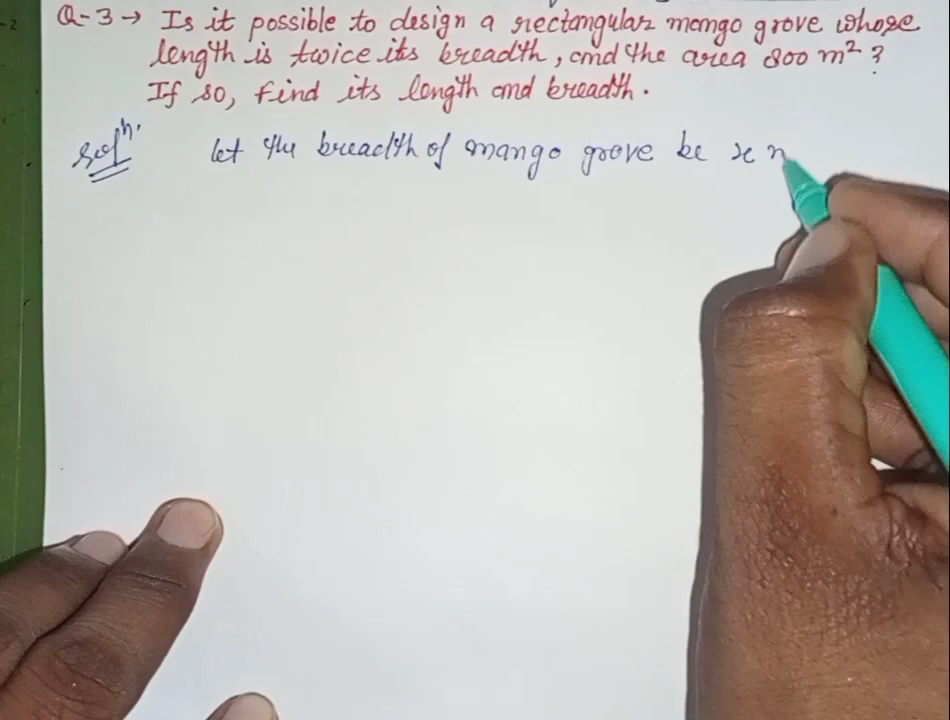 Q-3 → Is it possible to design a rectangular mango grove whose
length is twice its breadth, and the area 800 m² ?
If so, find its length and breadth.
Solⁿ. let the breadth of mango grove be x m